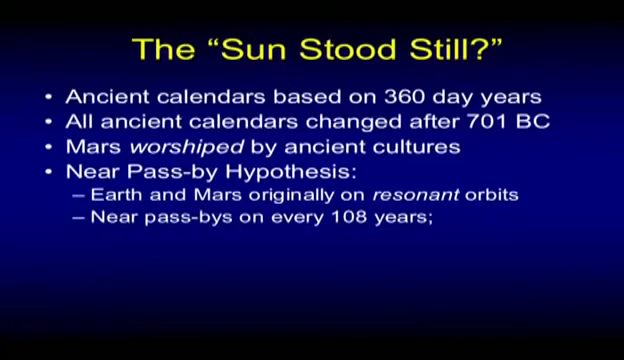 The “Sun Stood Still?”
• Ancient calendars based on 360 day years
• All ancient calendars changed after 701 BC
• Mars worshiped by ancient cultures
• Near Pass-by Hypothesis:
– Earth and Mars originally on resonant orbits
– Near pass-bys on every 108 years;